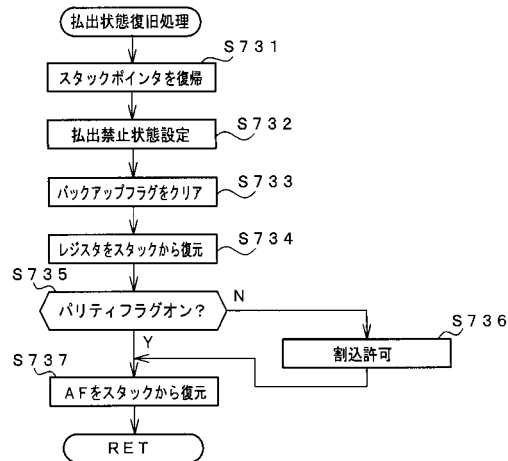 払出状態復旧処理
S731
スタックポインタを復帰
S732
払出禁止状態設定
S733
バックアップフラグをクリア
S734
レジスタをスタックから復元
S735
パリティフラグオン?
N
Y
S736
割込許可
S737
AFをスタックから復元
RET